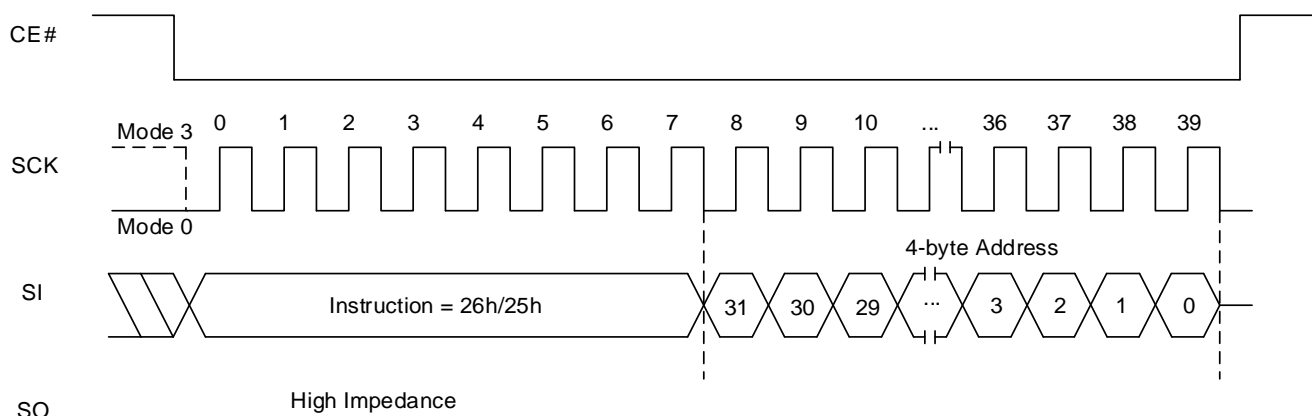 CE#
Mode 3 0 1 2 3 4 5 6 7 8 9 10 ... 36 37 38 39
SCK
Mode 0
4-byte Address
SI Instruction = 26h/25h 31 30 29 ... 3 2 1 0
High Impedance
SO